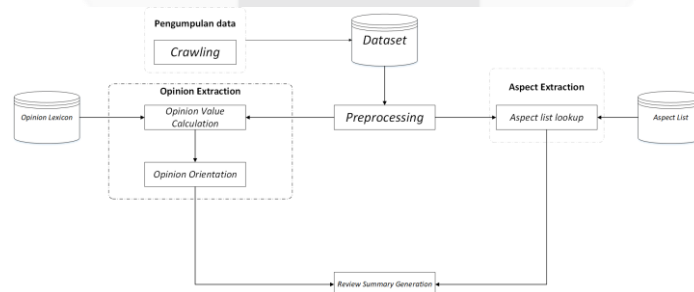 Pengumpulan data
Crawling
Dataset
Opinion Extraction
Aspect Extraction
Opinion Lexicon
Opinion Value
Calculation
Preprocessing
Aspect list lookup
Aspect List
Opinion Orientation
Review Summary Generation